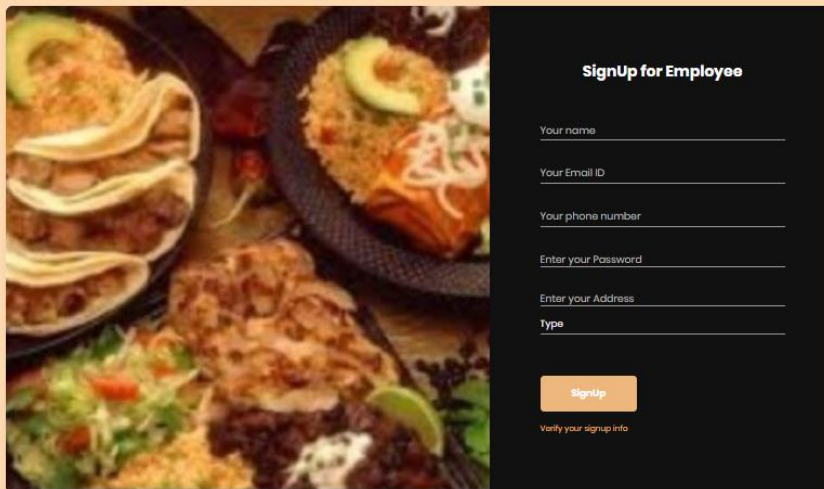 SignUp for Employee
Your name
Your Email ID
Your phone number
Enter your Password
Enter your Address
Type
SignUp
Verify your signup info